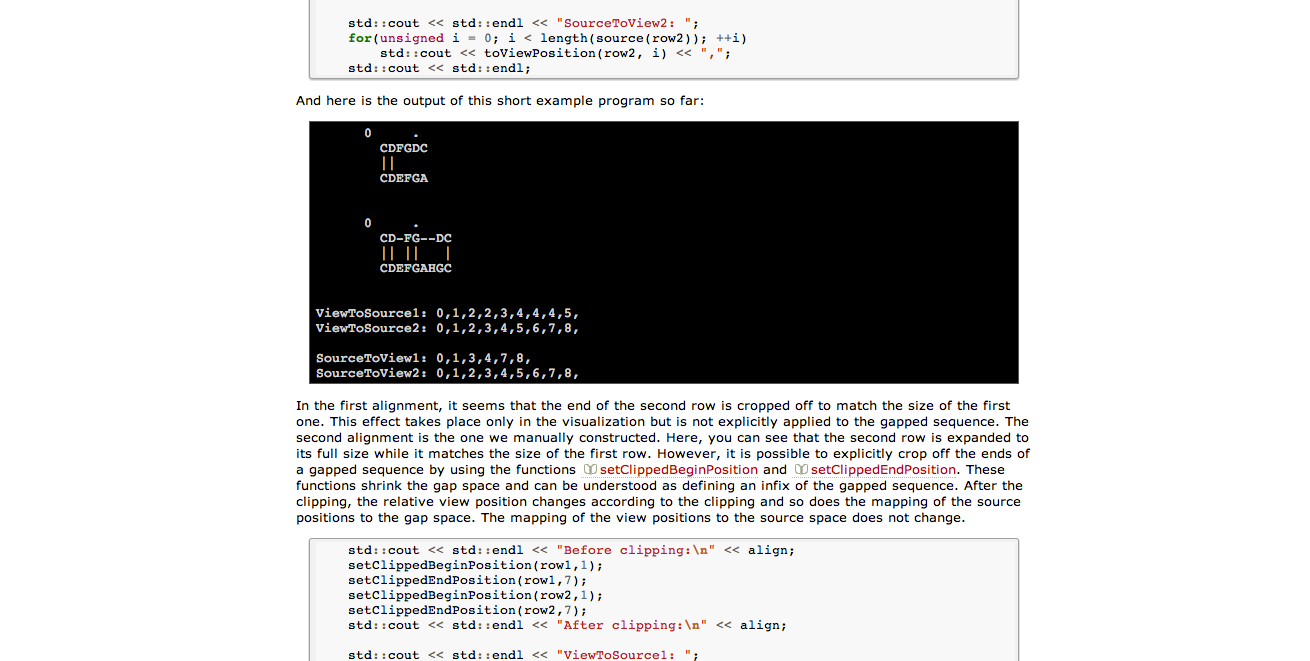 std::cout << std::endl << "SourceToView2: ";
for(unsigned i = 0; i < length(source(row2)); ++i)
    std::cout << toViewPosition(row2, i) << ",";
std::cout << std::endl;
And here is the output of this short example program so far:
      0     .
        CDFGDC
        ||
        CDEFGA
      0     .
        CD-FG--DC
        || ||   |
        CDEFGAHGC
ViewToSource1: 0,1,2,2,3,4,4,4,5,
ViewToSource2: 0,1,2,3,4,5,6,7,8,
SourceToView1: 0,1,3,4,7,8,
SourceToView2: 0,1,2,3,4,5,6,7,8,
In the first alignment, it seems that the end of the second row is cropped off to match the size of the first
one. This effect takes place only in the visualization but is not explicitly applied to the gapped sequence. The
second alignment is the one we manually constructed. Here, you can see that the second row is expanded to
its full size while it matches the size of the first row. However, it is possible to explicitly crop off the ends of
a gapped sequence by using the functions setClippedBeginPosition and setClippedEndPosition. These
functions shrink the gap space and can be understood as defining an infix of the gapped sequence. After the
clipping, the relative view position changes according to the clipping and so does the mapping of the source
positions to the gap space. The mapping of the view positions to the source space does not change.
std::cout << std::endl << "Before clipping:\n" << align;
setClippedBeginPosition(row1,1);
setClippedEndPosition(row1,7);
setClippedBeginPosition(row2,1);
setClippedEndPosition(row2,7);
std::cout << std::endl << "After clipping:\n" << align;
std::cout << std::endl << "ViewToSource1: ";